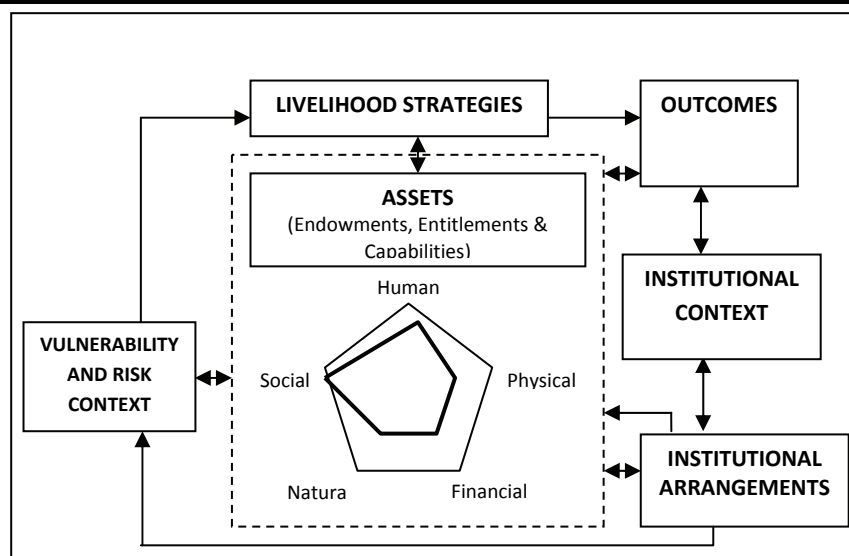 LIVELIHOOD STRATEGIES
OUTCOMES
ASSETS
(Endowments, Entitlements &
Capabilities)
Human
INSTITUTIONAL
CONTEXT
VULNERABILITY
AND RISK
CONTEXT
Social
Physical
Natura
Financial
INSTITUTIONAL
ARRANGEMENTS